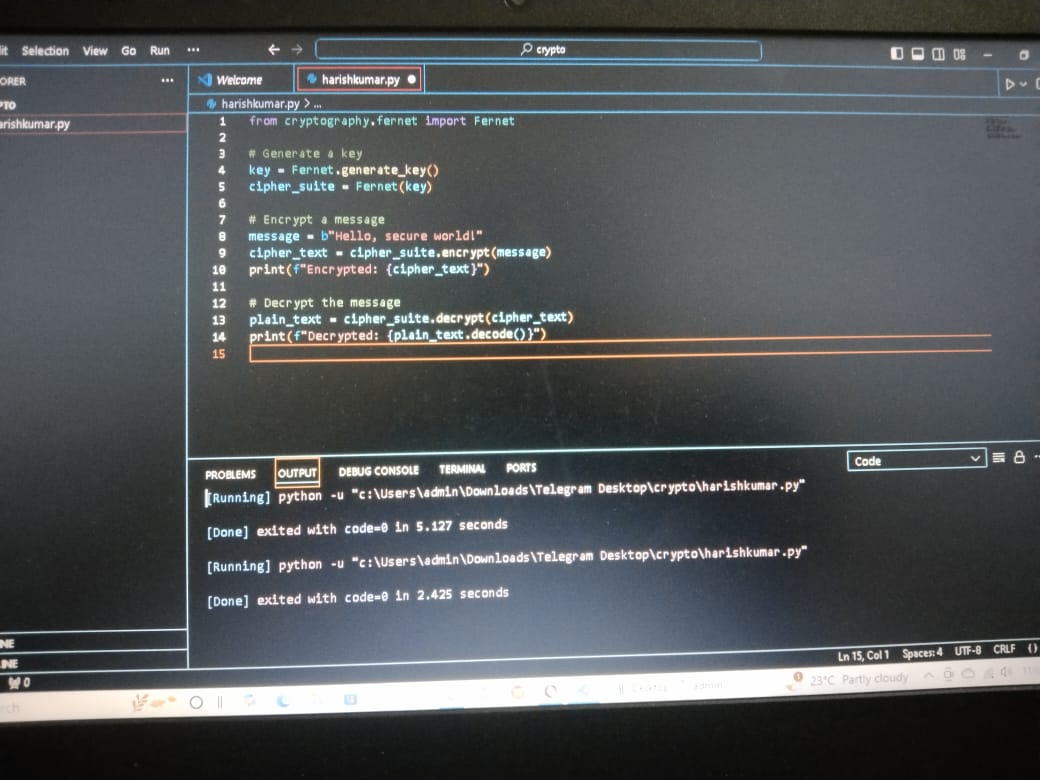 it Selection View Go Run ··· ← → crypto
ORER ··· Welcome harishkumar.py ●
PTO harishkumar.py > ...
arishkumar.py
1 from cryptography.fernet import Fernet
2
3 # Generate a key
4 key = Fernet.generate_key()
5 cipher_suite = Fernet(key)
6
7 # Encrypt a message
8 message = b"Hello, secure world!"
9 cipher_text = cipher_suite.encrypt(message)
10 print(f"Encrypted: {cipher_text}")
11
12 # Decrypt the message
13 plain_text = cipher_suite.decrypt(cipher_text)
14 print(f"Decrypted: {plain_text.decode()}")
15
PROBLEMS OUTPUT DEBUG CONSOLE TERMINAL PORTS Code
[Running] python -u "c:\Users\admin\Downloads\Telegram Desktop\crypto\harishkumar.py"
[Done] exited with code=0 in 5.127 seconds
[Running] python -u "c:\Users\admin\Downloads\Telegram Desktop\crypto\harishkumar.py"
[Done] exited with code=0 in 2.425 seconds
NE
INE
0 Ln 15, Col 1 Spaces: 4 UTF-8 CRLF {}
rch Desktop admin 23°C Partly cloudy